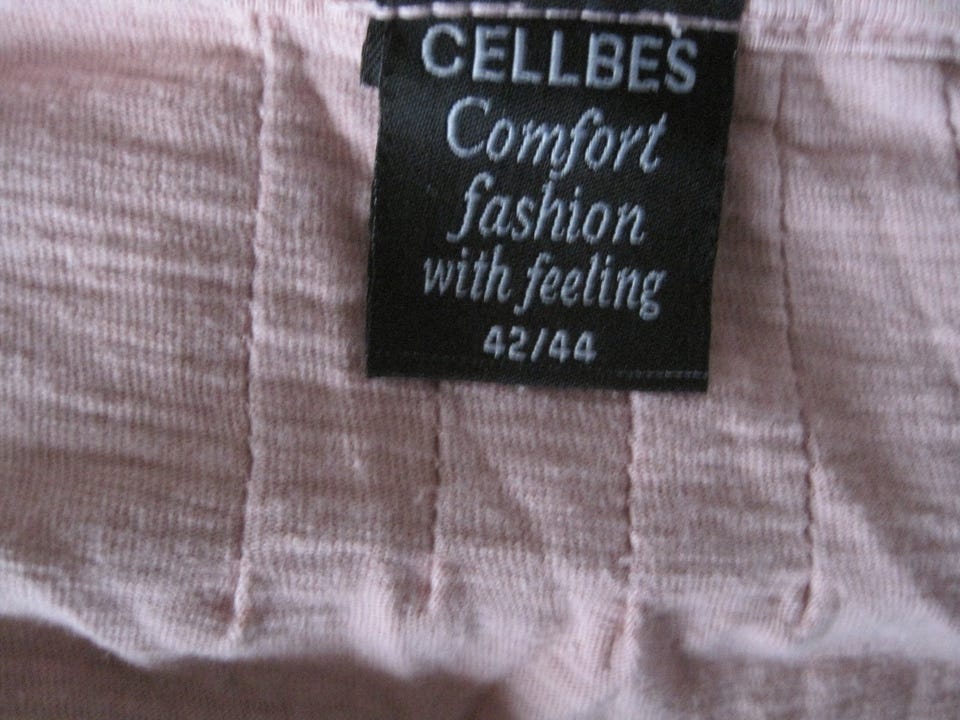 CELLBES
Comfort
fashion
with feeling
42/44